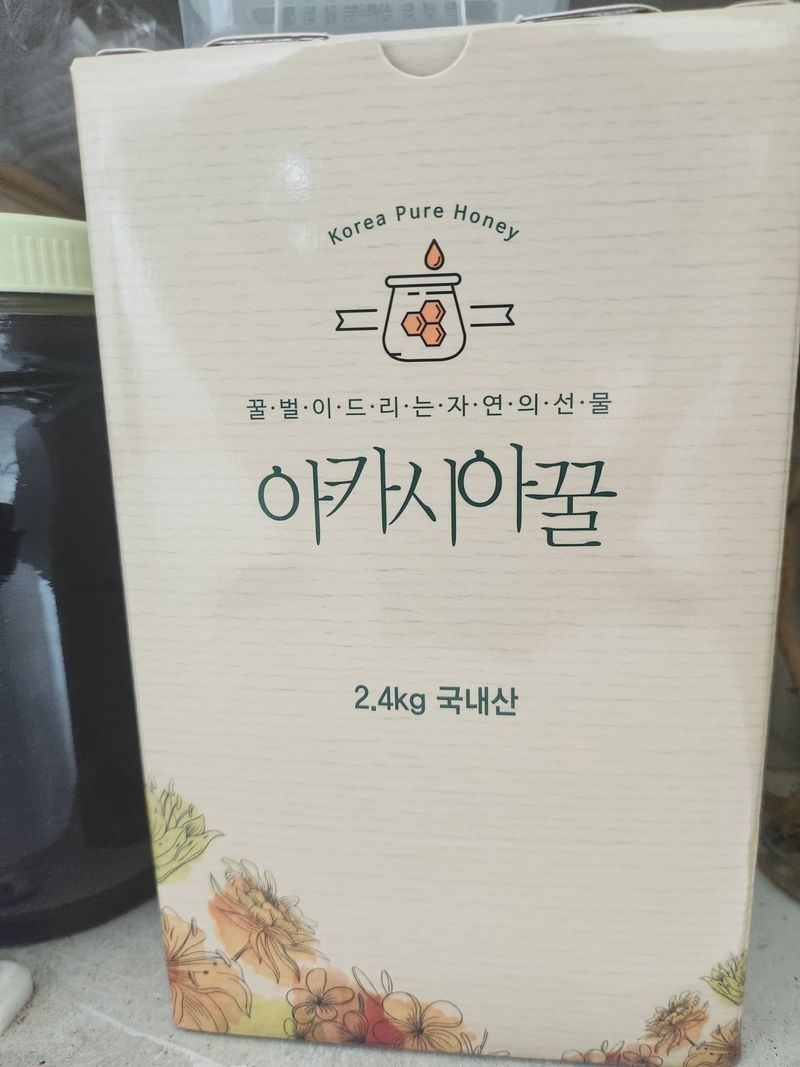 Korea Pure Honey
꿀·벌·이·드·리·는·자·연·의·선·물
아카시아꿀
2.4kg 국내산